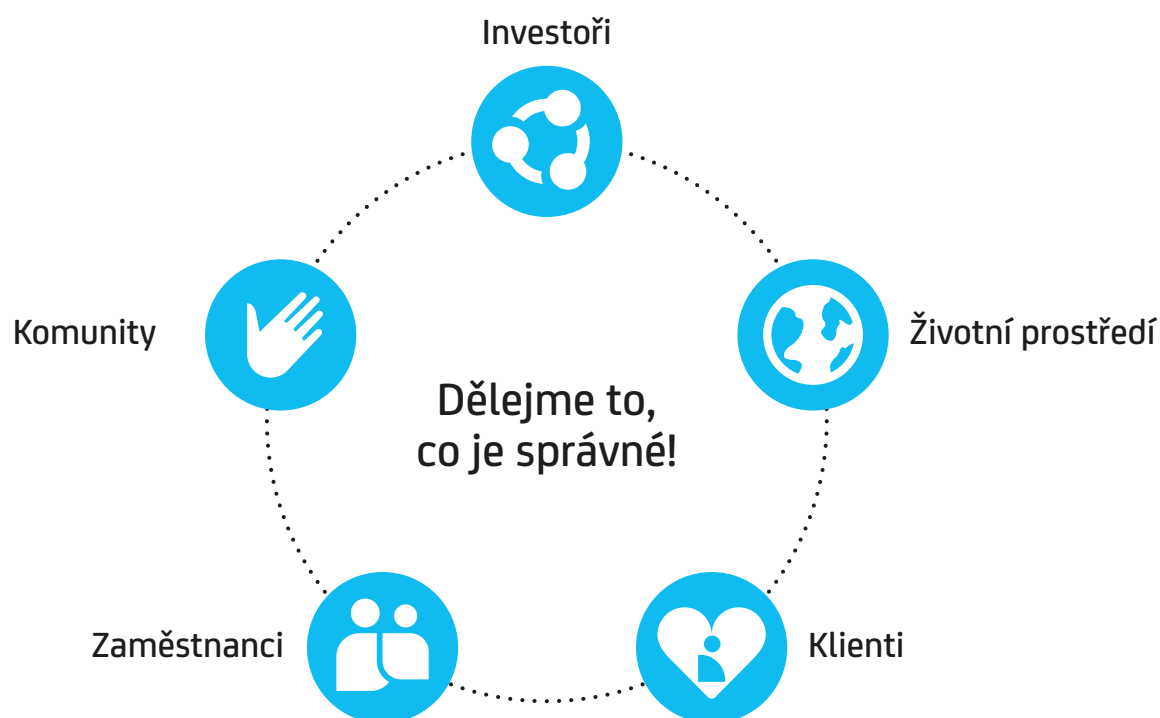 Investoři
Komunity
Životní prostředí
Dělejme to,
co je správné!
Zaměstnanci
Klienti